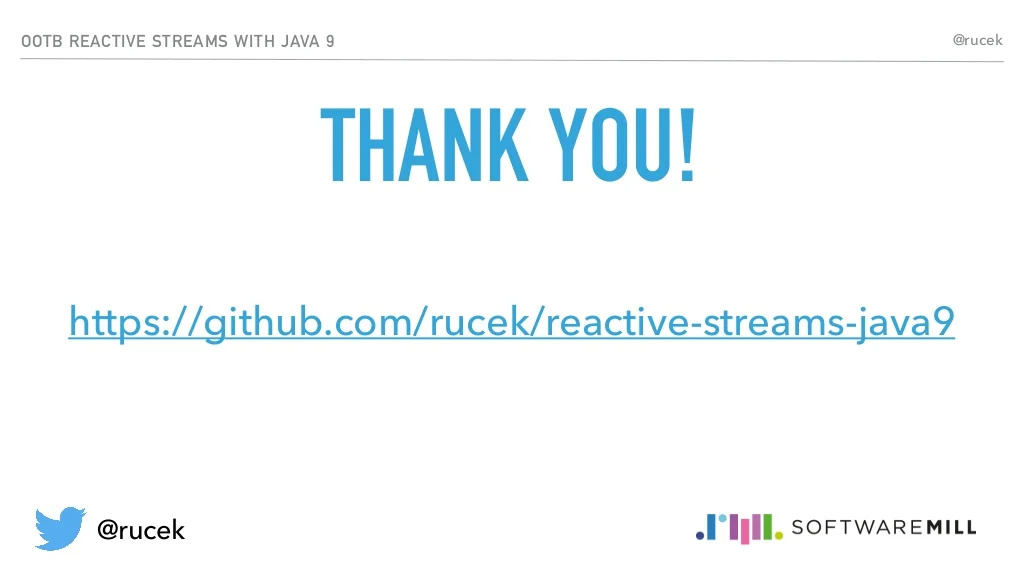 OOTB REACTIVE STREAMS WITH JAVA 9
@rucek
THANK YOU!
https://github.com/rucek/reactive-streams-java9
@rucek
SOFTWAREMILL